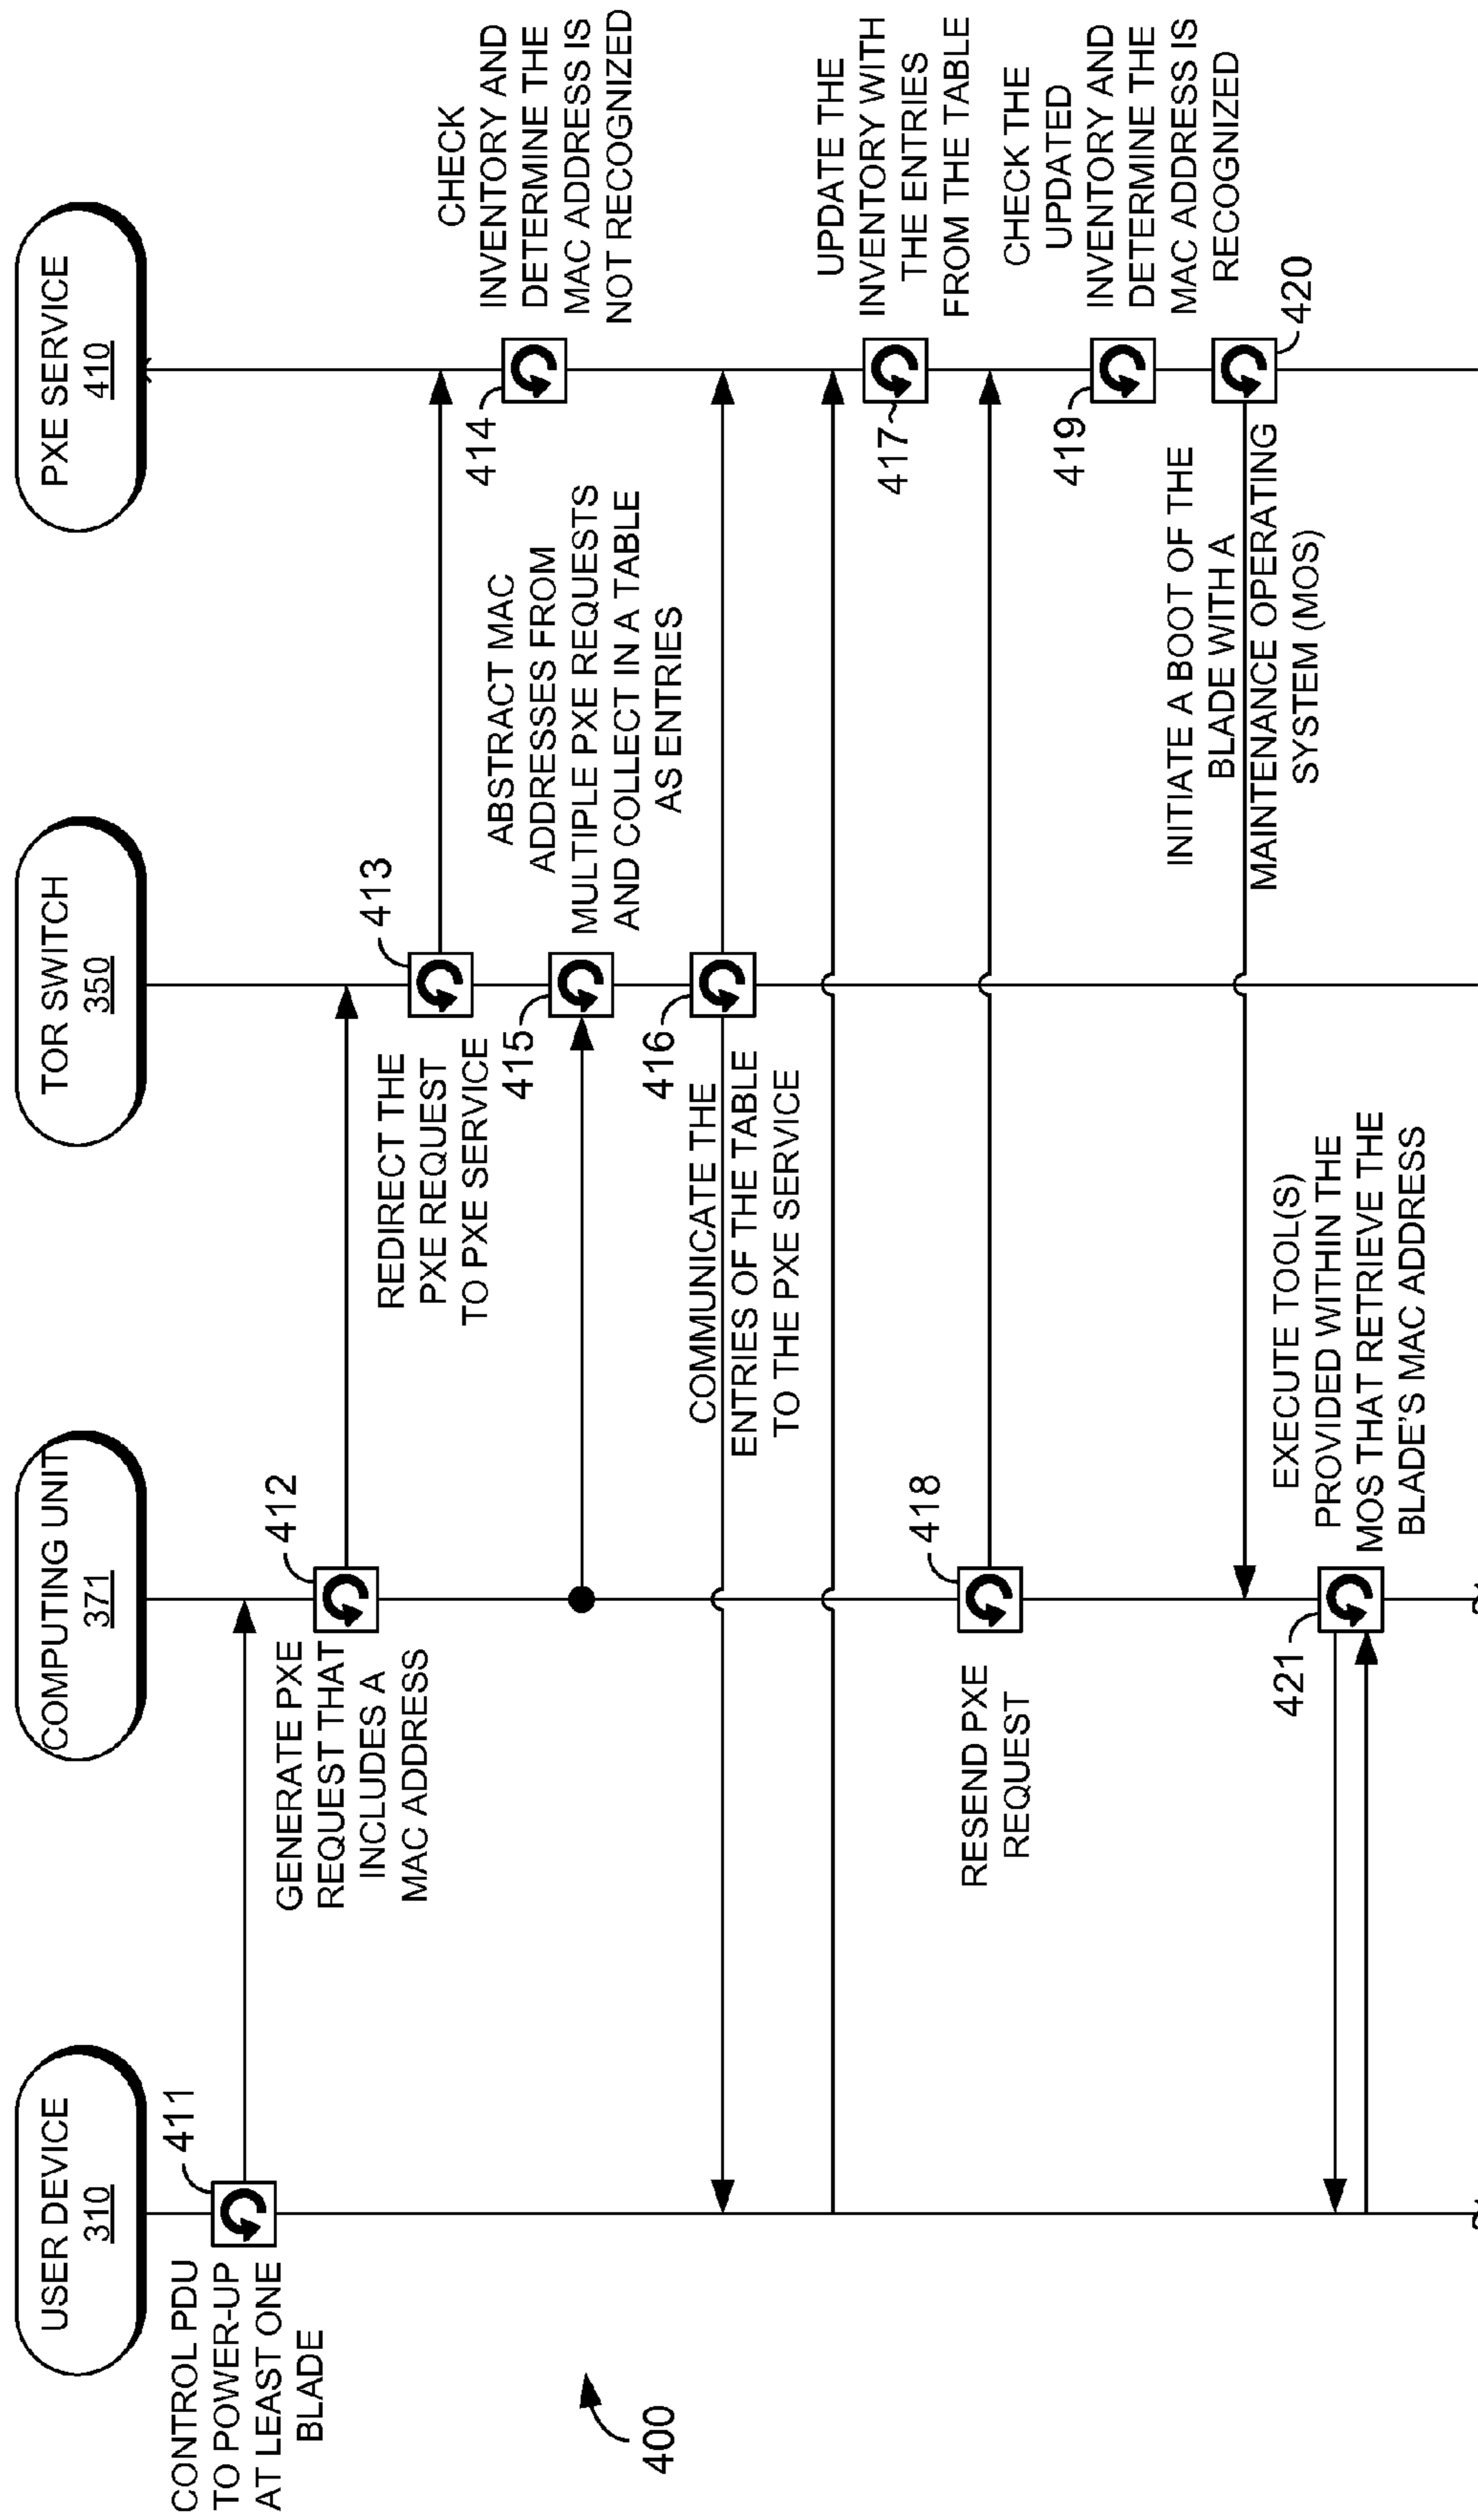 USER DEVICE
310
COMPUTING UNIT
371
TOR SWITCH
350
PXE SERVICE
410
411
CONTROL PDU
TO POWER-UP
AT LEAST ONE
BLADE
412
GENERATE PXE
REQUEST THAT
INCLUDES A
MAC ADDRESS
413
REDIRECT THE
PXE REQUEST
TO PXE SERVICE
414
CHECK
INVENTORY AND
DETERMINE THE
MAC ADDRESS IS
NOT RECOGNIZED
415
ABSTRACT MAC
ADDRESSES FROM
MULTIPLE PXE REQUESTS
AND COLLECT IN A TABLE
AS ENTRIES
416
COMMUNICATE THE
ENTRIES OF THE TABLE
TO THE PXE SERVICE
417
UPDATE THE
INVENTORY WITH
THE ENTRIES
FROM THE TABLE
418
RESEND PXE
REQUEST
419
CHECK THE
UPDATED
INVENTORY AND
DETERMINE THE
MAC ADDRESS IS
RECOGNIZED
420
INITIATE A BOOT OF THE
BLADE WITH A
MAINTENANCE OPERATING
SYSTEM (MOS)
421
EXECUTE TOOL(S)
PROVIDED WITHIN THE
MOS THAT RETRIEVE THE
BLADE'S MAC ADDRESS
400